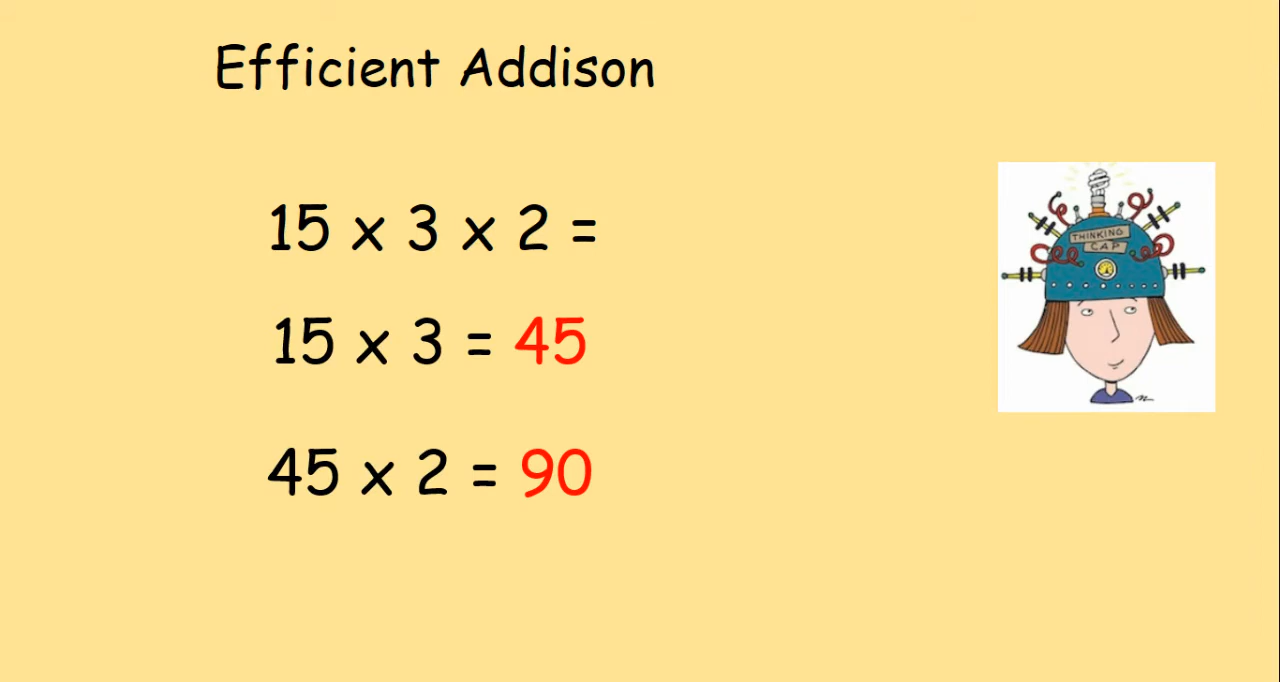 Efficient Addison
15 x 3 x 2 =
THINKING
CAP
15 x 3 = 45
45 x 2 = 90